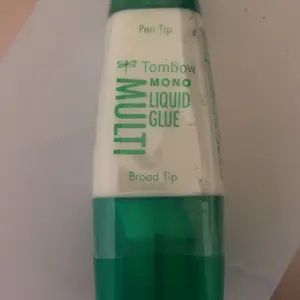 Pen Tip
Tombow
MONO
MULTI
LIQUID
GLUE
Broad Tip